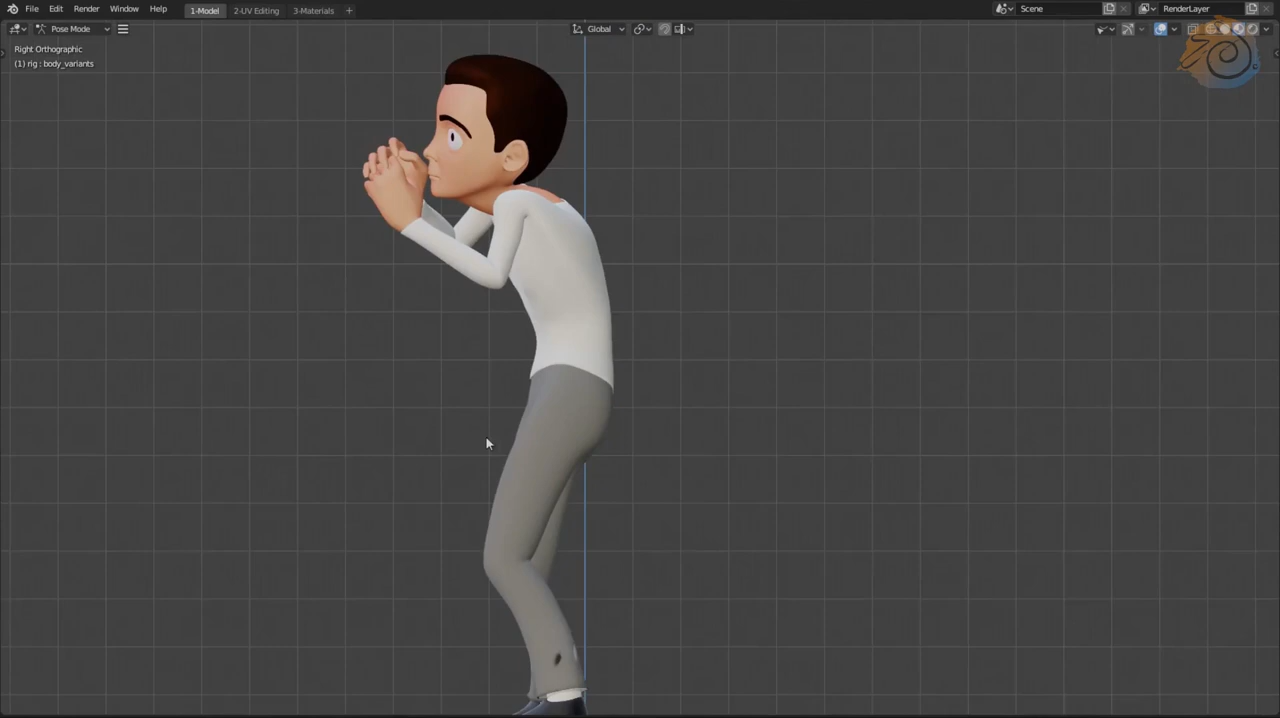 File Edit Render Window Help 1-Model 2-UV Editing 3-Materials + Scene RenderLayer
Pose Mode Global
Right Orthographic
(1) rig : body_variants